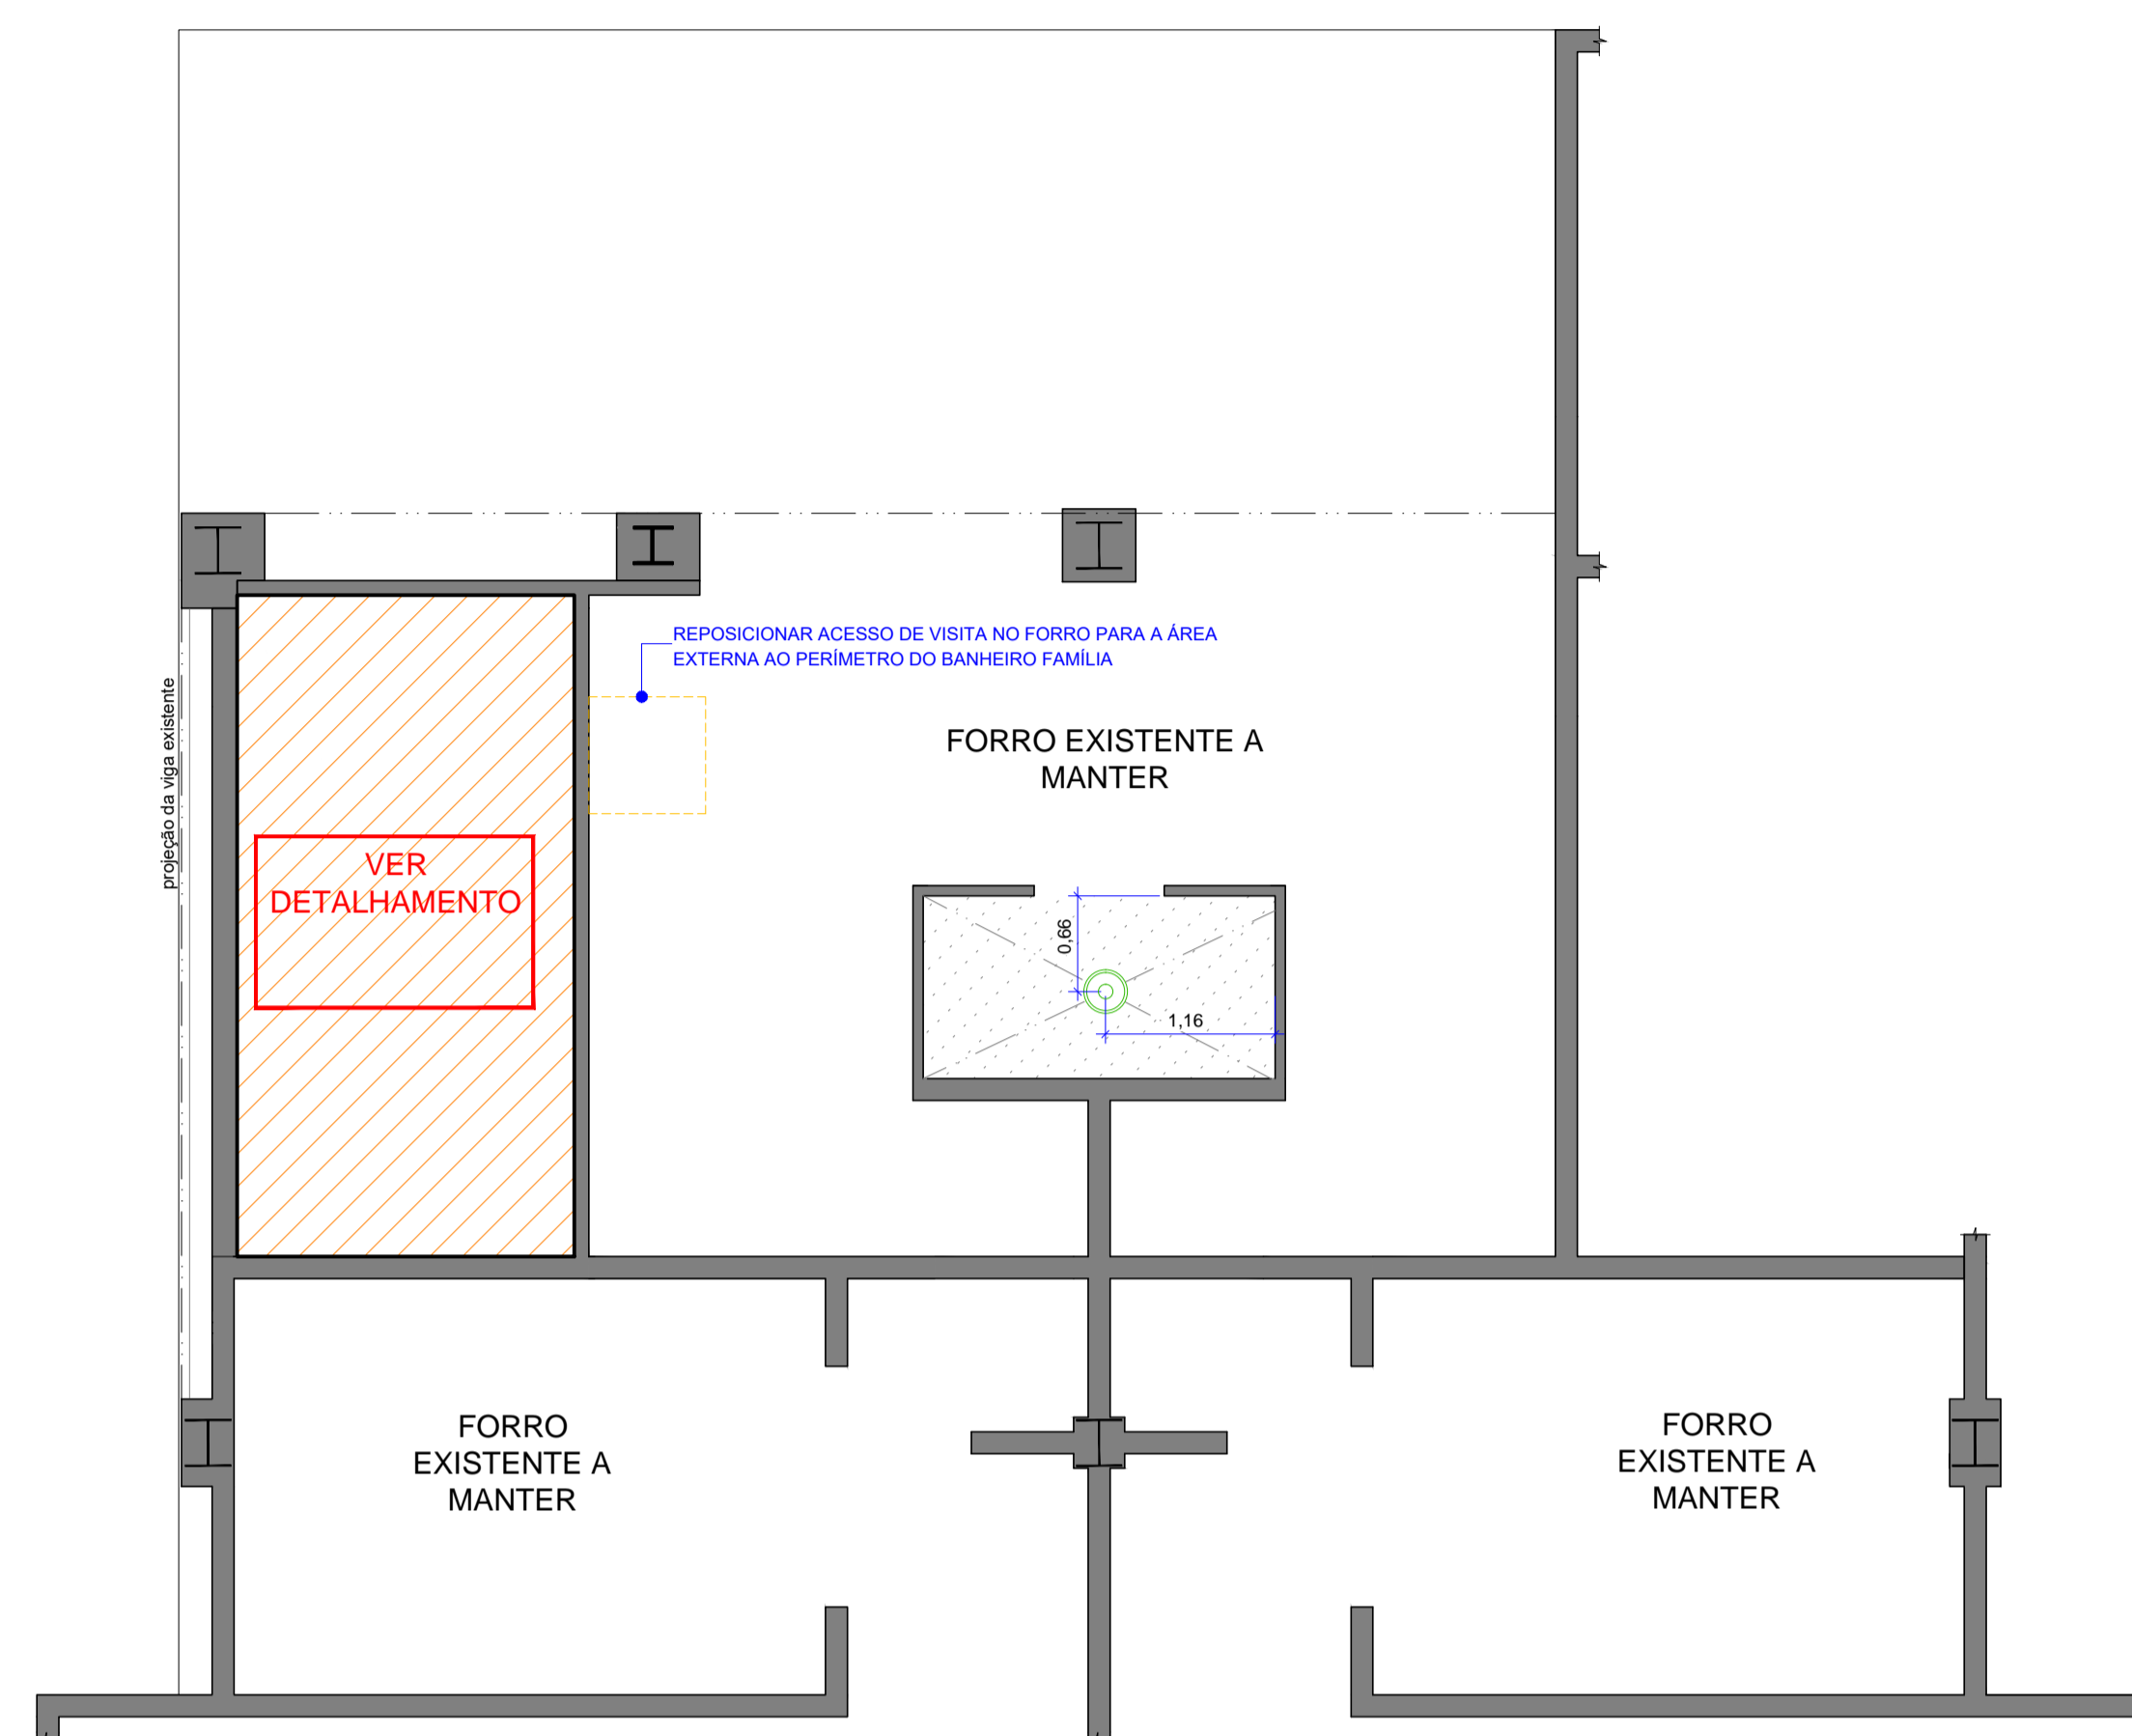 REPOSICIONAR ACESSO DE VISITA NO FORRO PARA A ÁREA
EXTERNA AO PERÍMETRO DO BANHEIRO FAMÍLIA
projeção da viga existente
FORRO EXISTENTE A
MANTER
VER
DETALHAMENTO
0,66
1,16
FORRO
EXISTENTE A
MANTER
FORRO
EXISTENTE A
MANTER